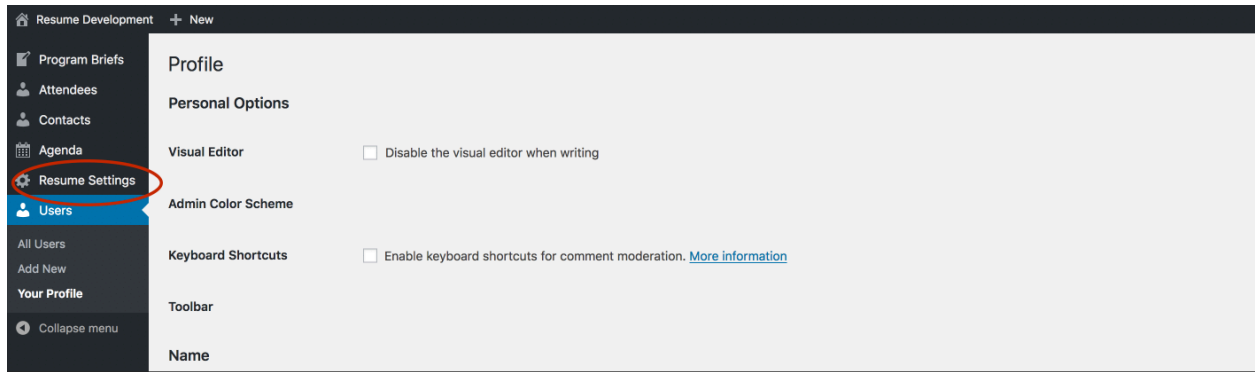 Resume Development + New
Program Briefs
Attendees
Contacts
Agenda
Resume Settings
Users
All Users
Add New
Your Profile
Collapse menu
Profile
Personal Options
Visual Editor Disable the visual editor when writing
Admin Color Scheme
Keyboard Shortcuts Enable keyboard shortcuts for comment moderation. More information
Toolbar
Name